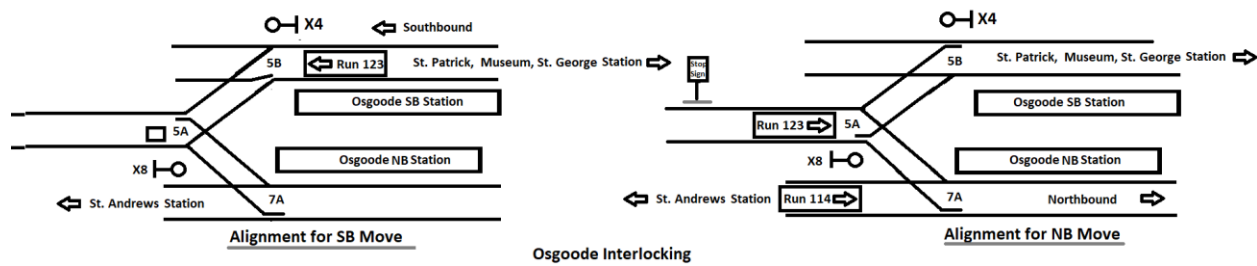 X4
Southbound
5B
Run 123
St. Patrick, Museum, St. George Station
Osgoode SB Station
5A
X8
Osgoode NB Station
7A
St. Andrews Station
Alignment for SB Move
X4
5B
St. Patrick, Museum, St. George Station
Stop
Sign
Osgoode SB Station
Run 123
5A
X8
Osgoode NB Station
St. Andrews Station
Run 114
7A
Northbound
Alignment for NB Move
Osgoode Interlocking